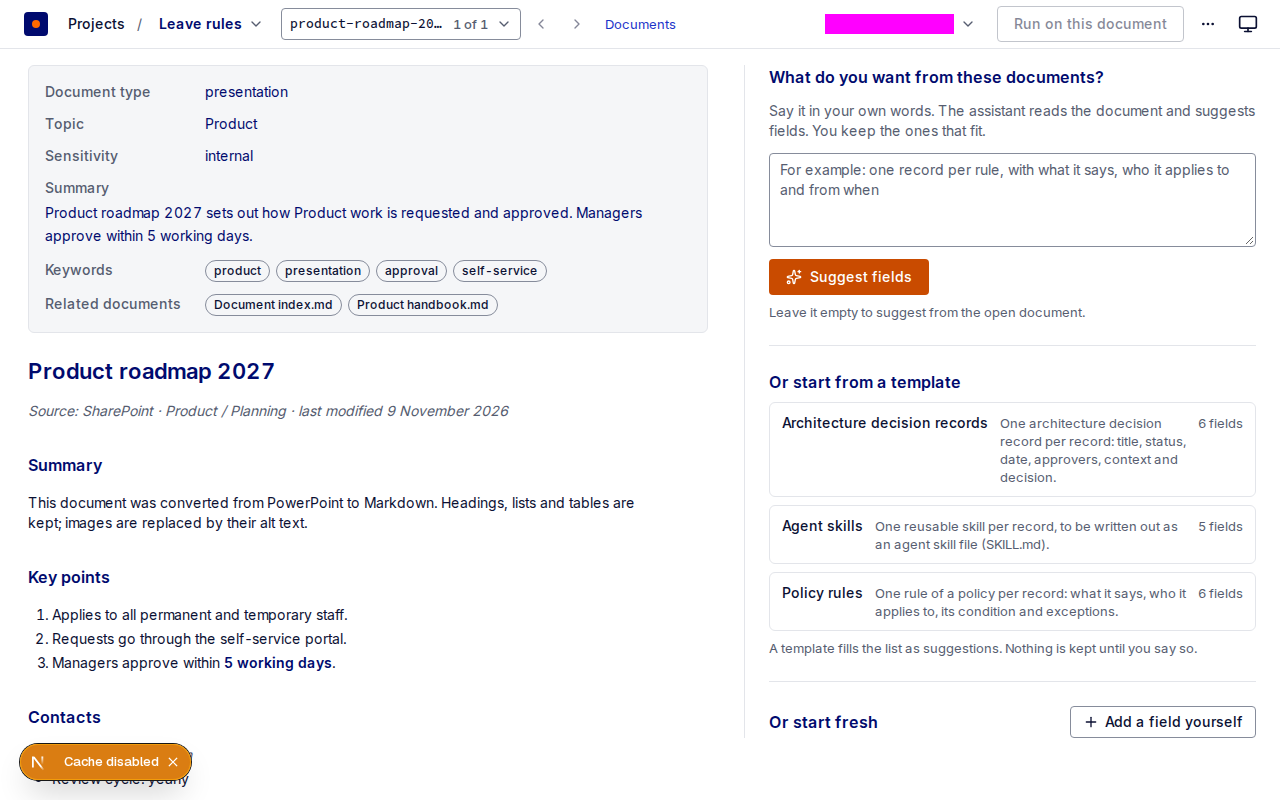 Projects / Leave rules
product-roadmap-20… 1 of 1
Documents
Run on this document
Document type presentation
Topic Product
Sensitivity internal
Summary
Product roadmap 2027 sets out how Product work is requested and approved. Managers
approve within 5 working days.
Keywords product presentation approval self-service
Related documents Document index.md Product handbook.md
Product roadmap 2027
Source: SharePoint · Product / Planning · last modified 9 November 2026
Summary
This document was converted from PowerPoint to Markdown. Headings, lists and tables are
kept; images are replaced by their alt text.
Key points
1. Applies to all permanent and temporary staff.
2. Requests go through the self-service portal.
3. Managers approve within 5 working days.
Contacts
Review cycle: yearly
Cache disabled
What do you want from these documents?
Say it in your own words. The assistant reads the document and suggests
fields. You keep the ones that fit.
For example: one record per rule, with what it says, who it applies to
and from when
Suggest fields
Leave it empty to suggest from the open document.
Or start from a template
Architecture decision records One architecture decision 6 fields
record per record: title, status,
date, approvers, context and
decision.
Agent skills One reusable skill per record, to be written out as 5 fields
an agent skill file (SKILL.md).
Policy rules One rule of a policy per record: what it says, who it 6 fields
applies to, its condition and exceptions.
A template fills the list as suggestions. Nothing is kept until you say so.
Or start fresh
Add a field yourself